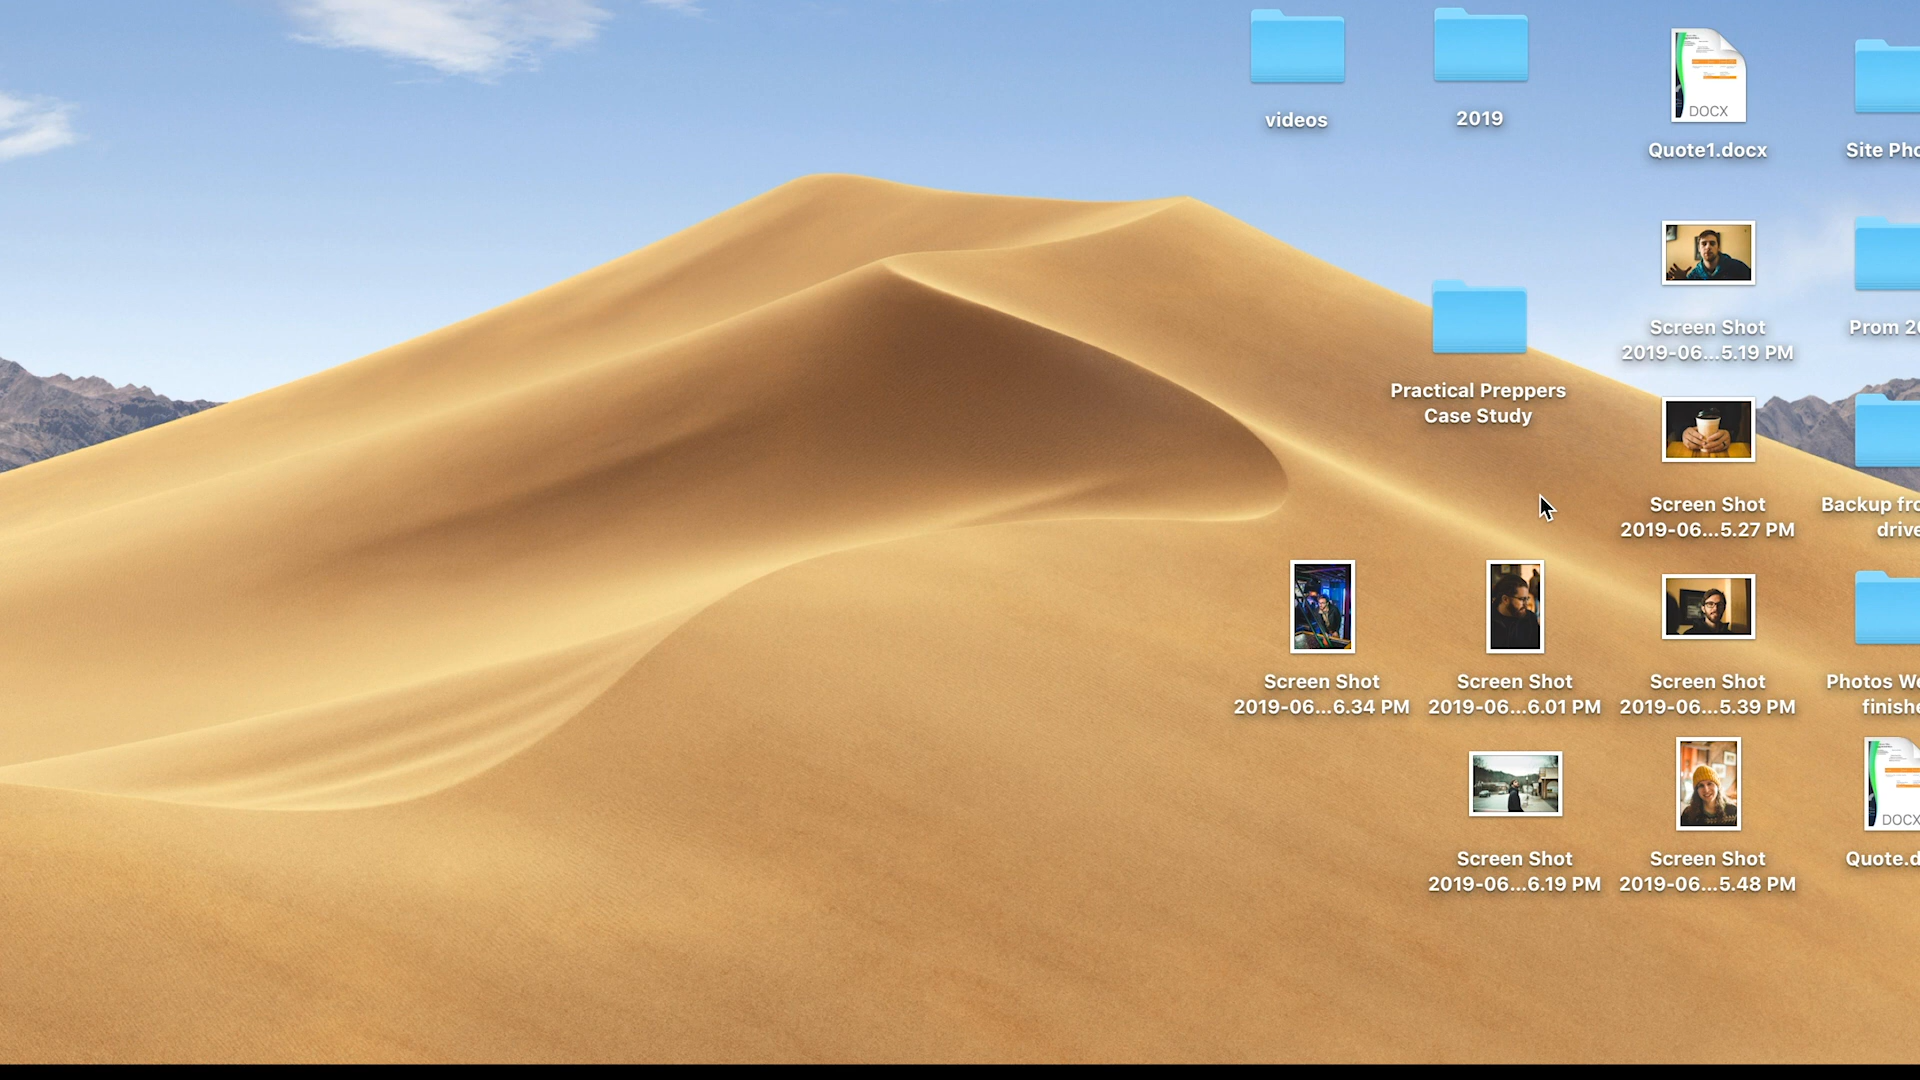 videos
2019
Quote1.docx
DOCX
Site Pho
Screen Shot
2019-06...5.19 PM
Prom 20
Practical Preppers
Case Study
Screen Shot
2019-06...5.27 PM
Backup fro
drive
Screen Shot
2019-06...6.34 PM
Screen Shot
2019-06...6.01 PM
Screen Shot
2019-06...5.39 PM
Photos We
finishe
Screen Shot
2019-06...6.19 PM
Screen Shot
2019-06...5.48 PM
DOCX
Quote.d